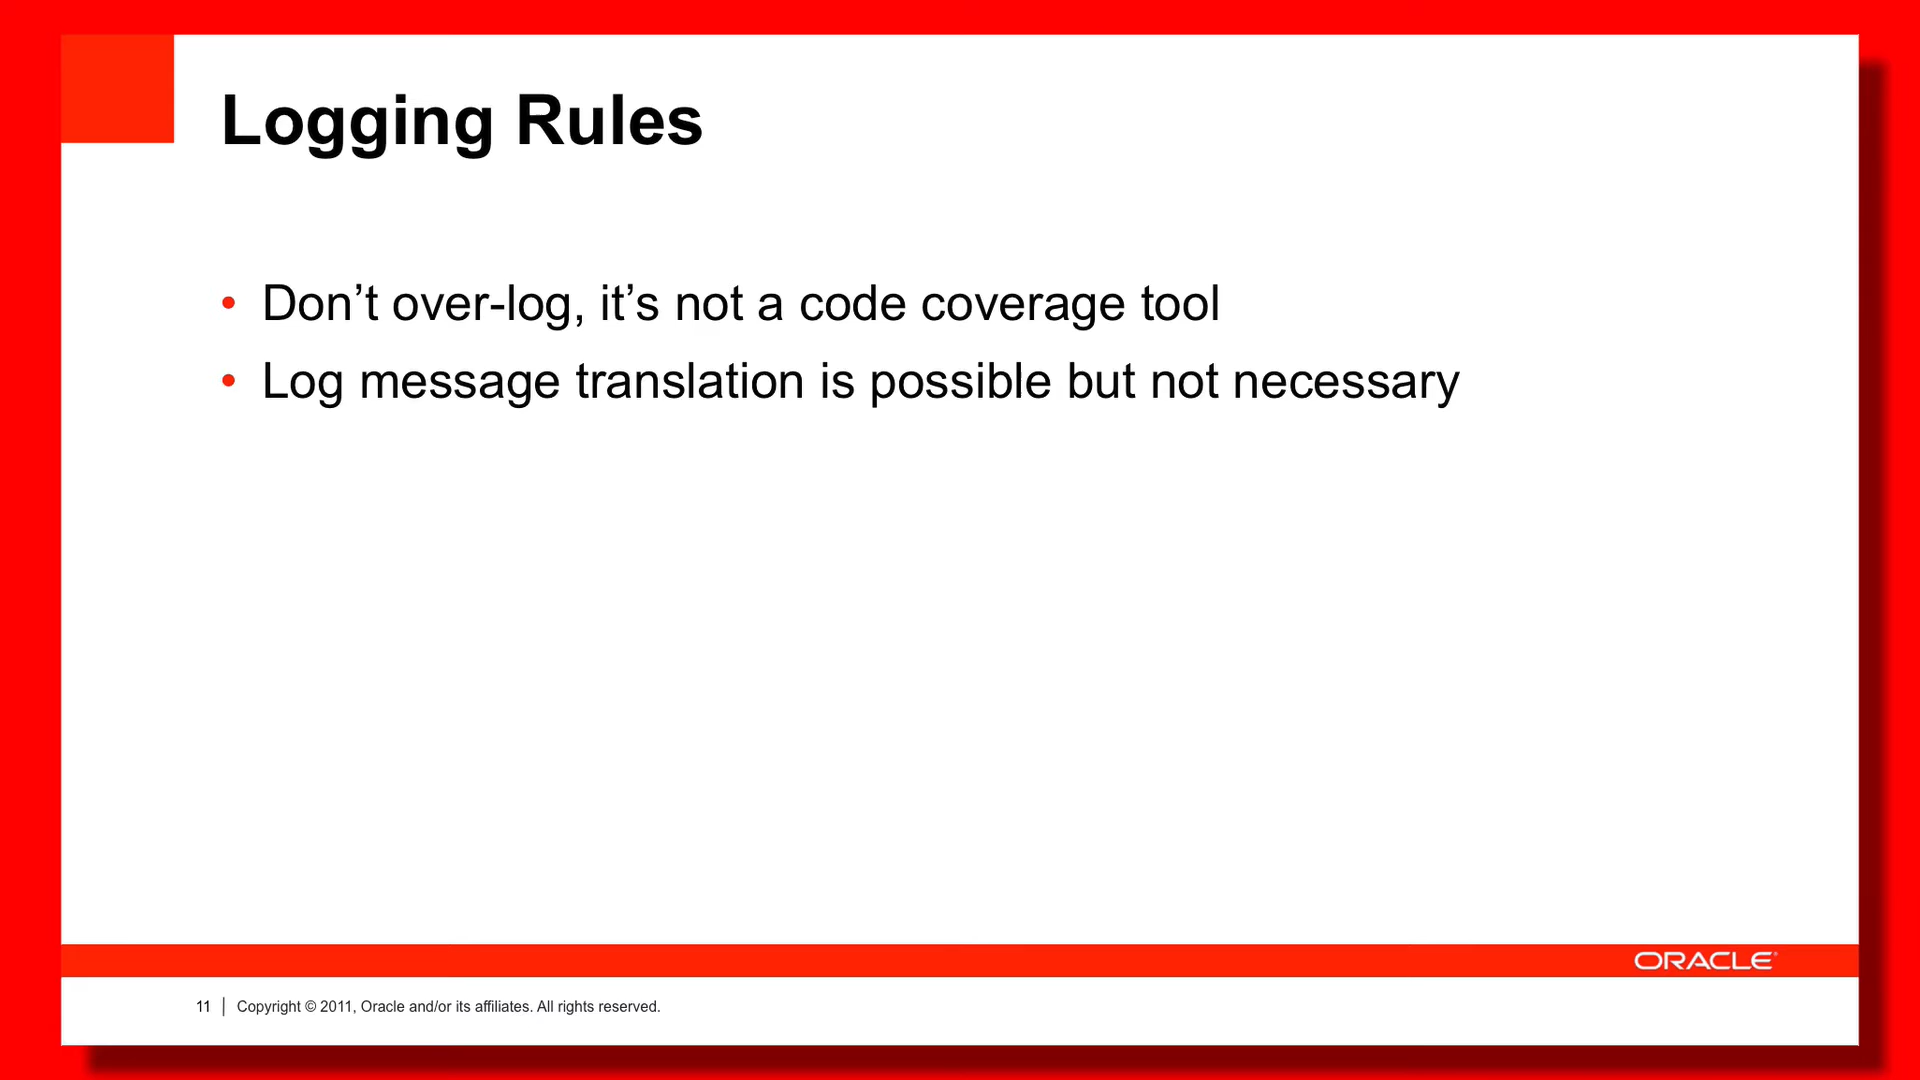 Logging Rules
• Don’t over-log, it’s not a code coverage tool
• Log message translation is possible but not necessary
ORACLE
11 | Copyright © 2011, Oracle and/or its affiliates. All rights reserved.